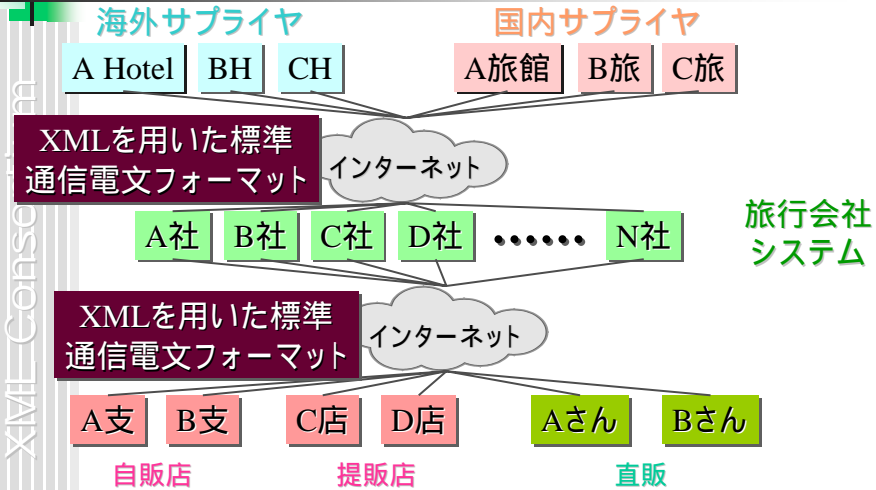 海外サプライヤ
国内サプライヤ
A Hotel
BH
CH
A旅館
B旅
C旅
XMLを用いた標準
通信電文フォーマット
インターネット
A社
B社
C社
D社
••••••
N社
旅行会社
システム
XMLを用いた標準
通信電文フォーマット
インターネット
A支
B支
C店
D店
Aさん
Bさん
自販店
提販店
直販
XML Consortium